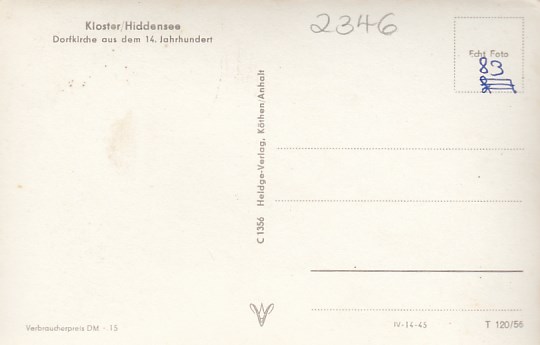 Kloster/Hiddensee
Dorfkirche aus dem 14. Jahrhundert
2346
Echt Foto
83
C 1356 Heldge-Verlag, Köthen/Anhalt
Verbraucherpreis DM -.15
IV-14-45
T 120/56